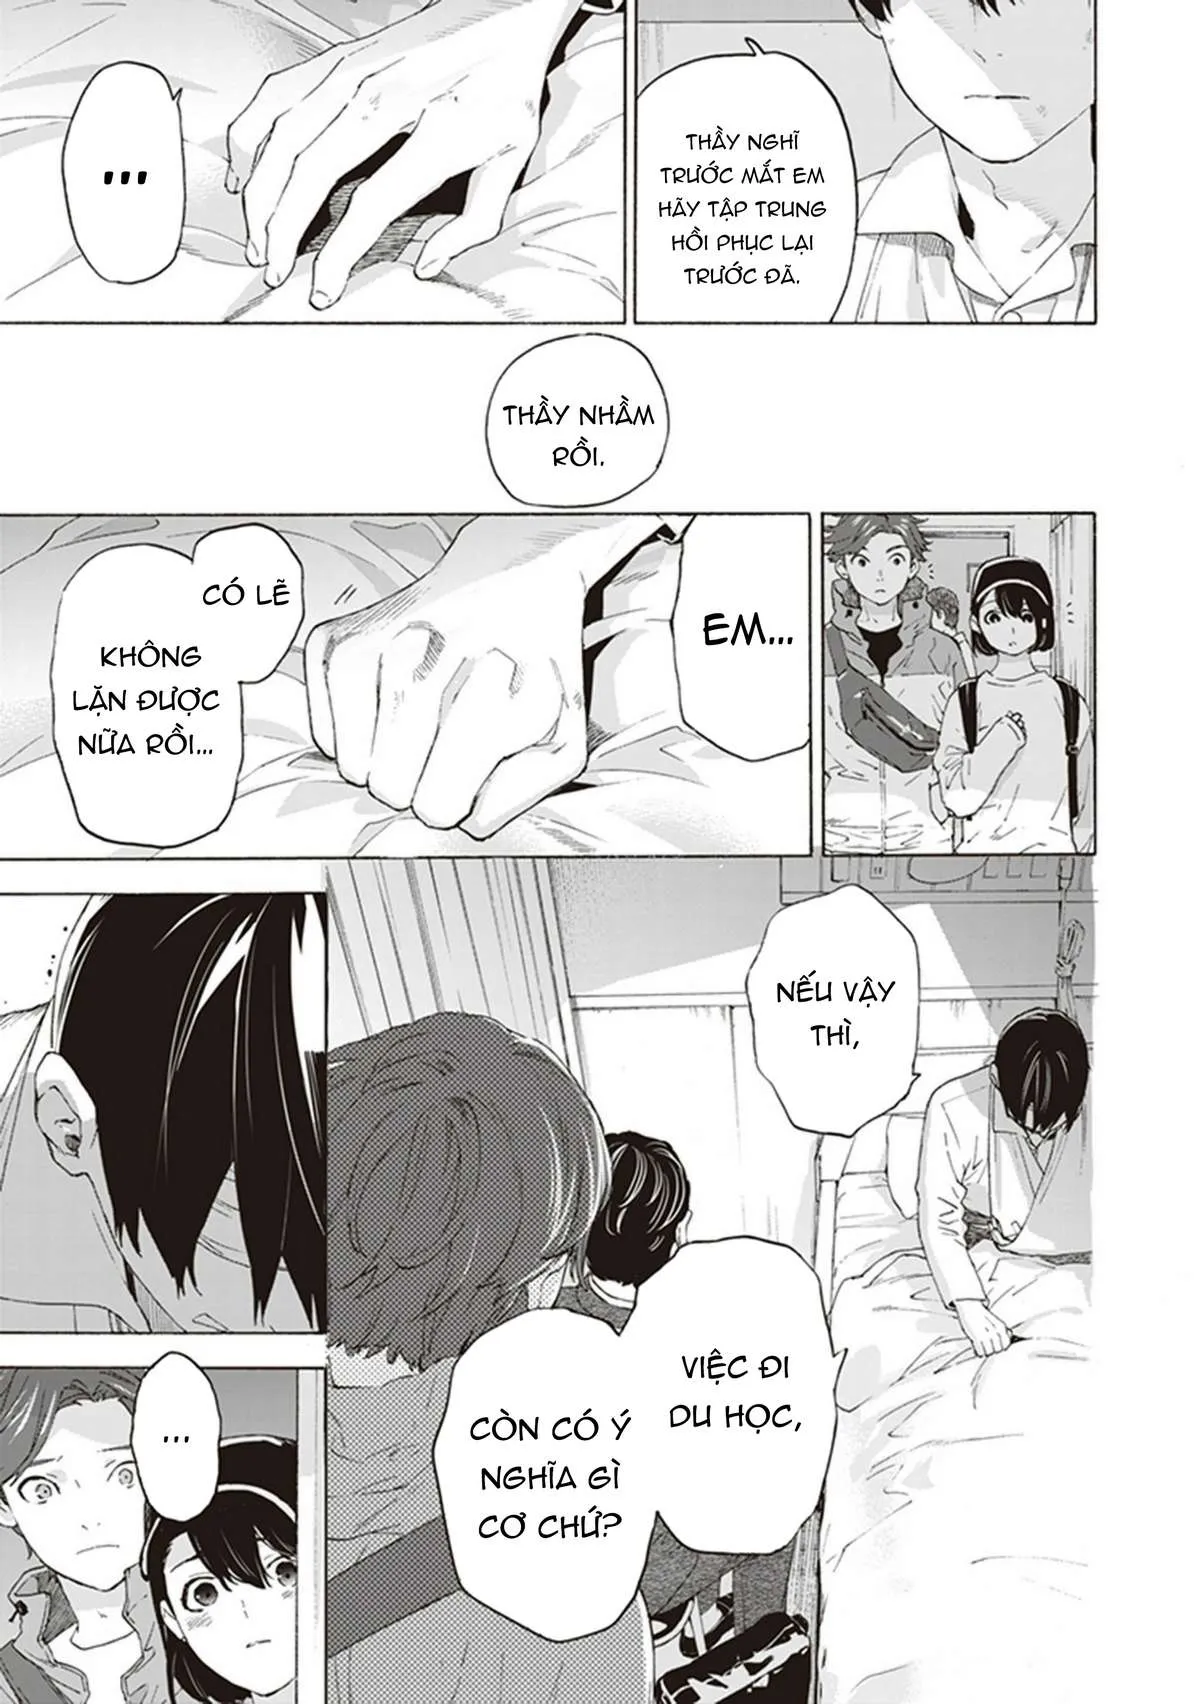 THẦY NGHĨ
TRƯỚC MẮT EM
HÃY TẬP TRUNG
HỒI PHỤC LẠI
TRƯỚC ĐÃ.
...
THẦY NHẦM
RỒI.
EM...
CÓ LẼ
KHÔNG
LẶN ĐƯỢC
NỮA RỒI...
NẾU VẬY
THÌ,
VIỆC ĐI
DU HỌC,
CÒN CÓ Ý
NGHĨA GÌ
CƠ CHỨ?
...